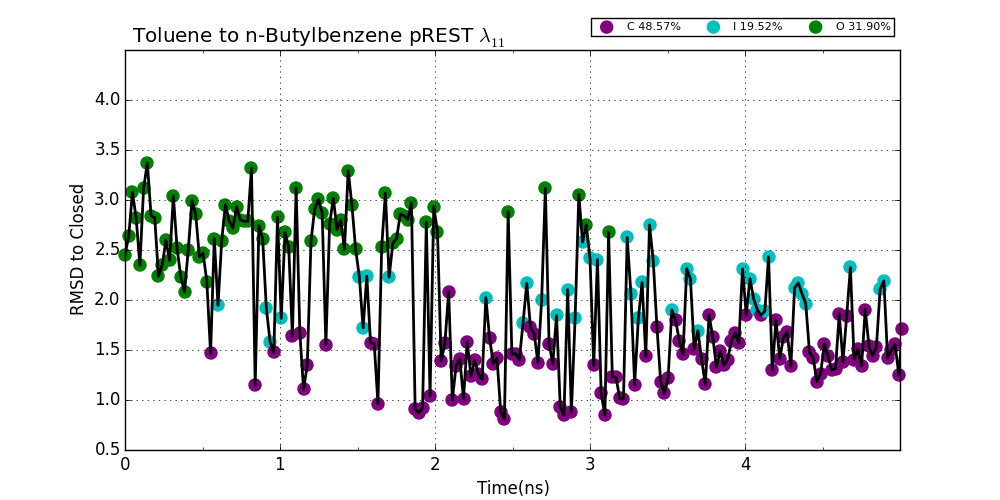 Toluene to n-Butylbenzene pREST λ₁₁
C 48.57% I 19.52% O 31.90%
RMSD to Closed
4.0
3.5
3.0
2.5
2.0
1.5
1.0
0.5
0 1 2 3 4
Time(ns)